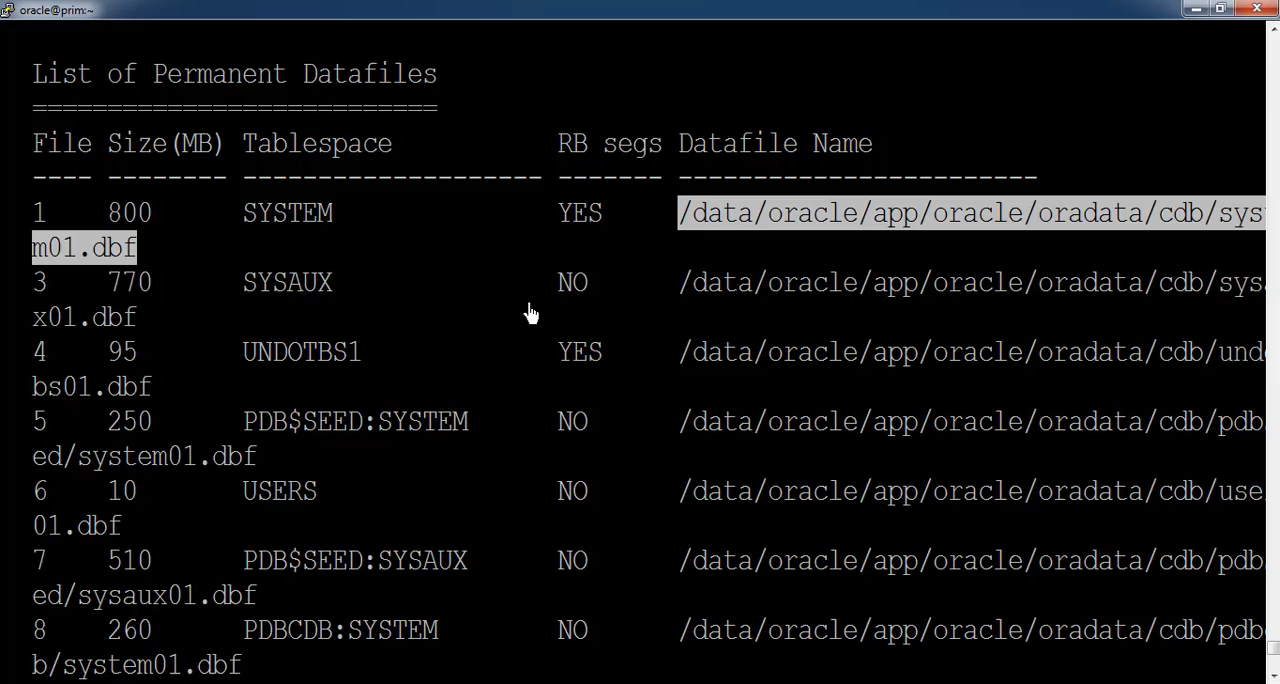 oracle@prim:~
List of Permanent Datafiles
===========================
File Size(MB) Tablespace           RB segs Datafile Name
---- -------- -------------------- ------- ------------------------
1    800      SYSTEM               YES     /data/oracle/app/oracle/oradata/cdb/sys
m01.dbf
3    770      SYSAUX               NO      /data/oracle/app/oracle/oradata/cdb/sys
x01.dbf
4    95       UNDOTBS1             YES     /data/oracle/app/oracle/oradata/cdb/und
bs01.dbf
5    250      PDB$SEED:SYSTEM      NO      /data/oracle/app/oracle/oradata/cdb/pdb
ed/system01.dbf
6    10       USERS                NO      /data/oracle/app/oracle/oradata/cdb/use
01.dbf
7    510      PDB$SEED:SYSAUX      NO      /data/oracle/app/oracle/oradata/cdb/pdb
ed/sysaux01.dbf
8    260      PDBCDB:SYSTEM        NO      /data/oracle/app/oracle/oradata/cdb/pdb
b/system01.dbf